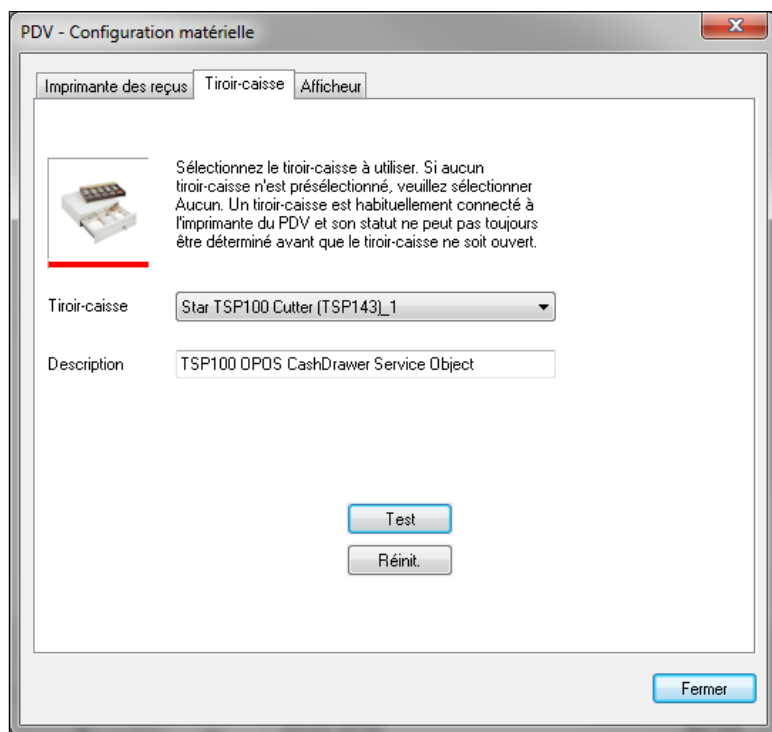 PDV - Configuration matérielle
Imprimante des reçus Tiroir-caisse Afficheur
Sélectionnez le tiroir-caisse à utiliser. Si aucun
tiroir-caisse n'est présélectionné, veuillez sélectionner
Aucun. Un tiroir-caisse est habituellement connecté à
l'imprimante du PDV et son statut ne peut pas toujours
être déterminé avant que le tiroir-caisse ne soit ouvert.
Tiroir-caisse Star TSP100 Cutter (TSP143)_1
Description TSP100 OPOS CashDrawer Service Object
Test
Réinit.
Fermer